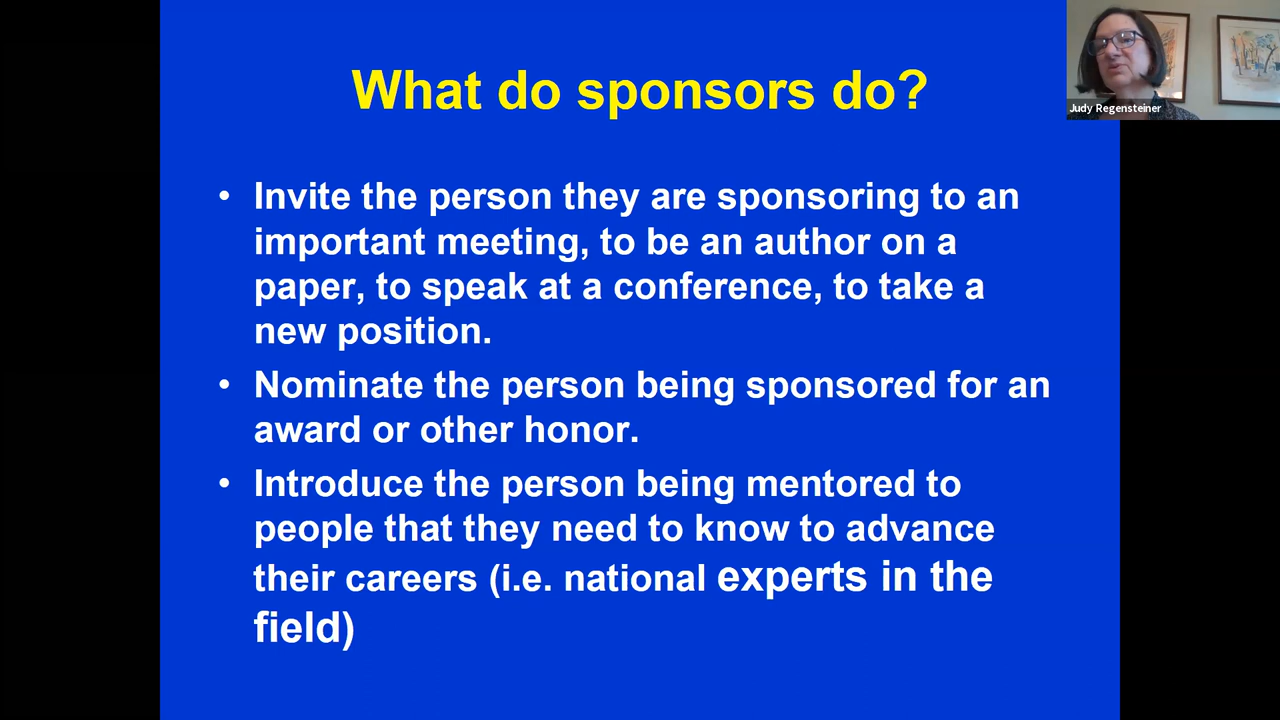 What do sponsors do?
Judy Regensteiner
• Invite the person they are sponsoring to an
important meeting, to be an author on a
paper, to speak at a conference, to take a
new position.
• Nominate the person being sponsored for an
award or other honor.
• Introduce the person being mentored to
people that they need to know to advance
their careers (i.e. national experts in the
field)